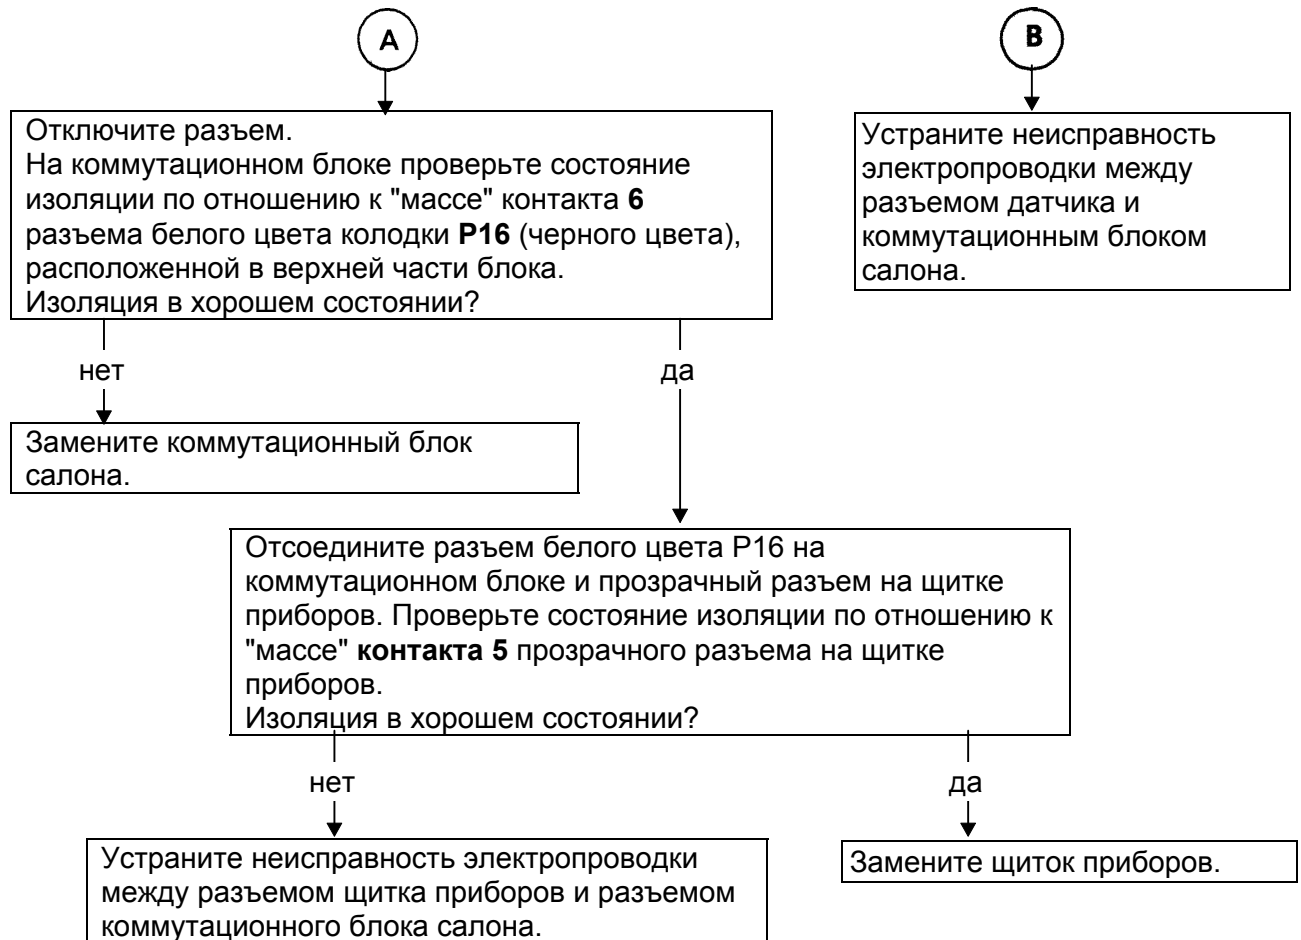 A
B
Отключите разъем.
На коммутационном блоке проверьте состояние
изоляции по отношению к "массе" контакта 6
разъема белого цвета колодки P16 (черного цвета),
расположенной в верхней части блока.
Изоляция в хорошем состоянии?
Устраните неисправность
электропроводки между
разъемом датчика и
коммутационным блоком
салона.
нет
да
Замените коммутационный блок
салона.
Отсоедините разъем белого цвета P16 на
коммутационном блоке и прозрачный разъем на щитке
приборов. Проверьте состояние изоляции по отношению к
"массе" контакта 5 прозрачного разъема на щитке
приборов.
Изоляция в хорошем состоянии?
нет
да
Устраните неисправность электропроводки
между разъемом щитка приборов и разъемом
коммутационного блока салона.
Замените щиток приборов.